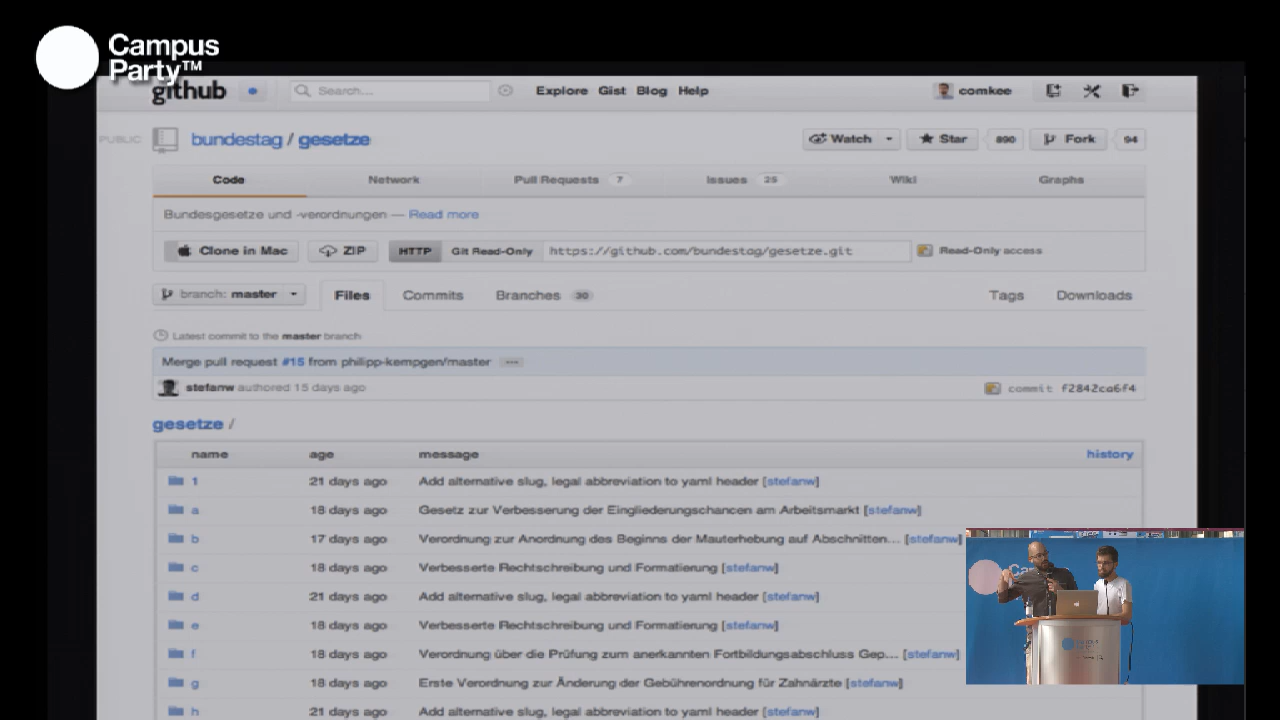 Campus
Party™
github Search... Explore Gist Blog Help comkee
PUBLIC bundestag / gesetze Watch Star 890 Fork 94
Code Network Pull Requests 7 Issues 25 Wiki Graphs
Bundesgesetze und -verordnungen — Read more
Clone in Mac ZIP HTTP Git Read-Only https://github.com/bundestag/gesetze.git Read-Only access
branch: master Files Commits Branches 30 Tags Downloads
Latest commit to the master branch
Merge pull request #15 from philipp-kempgen/master
stefanw authored 15 days ago commit f2842ca6f4
gesetze /
name age message history
1 21 days ago Add alternative slug, legal abbreviation to yaml header [stefanw]
a 18 days ago Gesetz zur Verbesserung der Eingliederungschancen am Arbeitsmarkt [stefanw]
b 17 days ago Verordnung zur Anordnung des Beginns der Mauterhebung auf Abschnitten... [stefanw]
c 18 days ago Verbesserte Rechtschreibung und Formatierung [stefanw]
d 21 days ago Add alternative slug, legal abbreviation to yaml header [stefanw]
e 18 days ago Verbesserte Rechtschreibung und Formatierung [stefanw]
f 18 days ago Verordnung über die Prüfung zum anerkannten Fortbildungsabschluss Gep... [stefanw]
g 18 days ago Erste Verordnung zur Änderung der Gebührenordnung für Zahnärzte [stefanw]
h 21 days ago Add alternative slug, legal abbreviation to yaml header [stefanw]